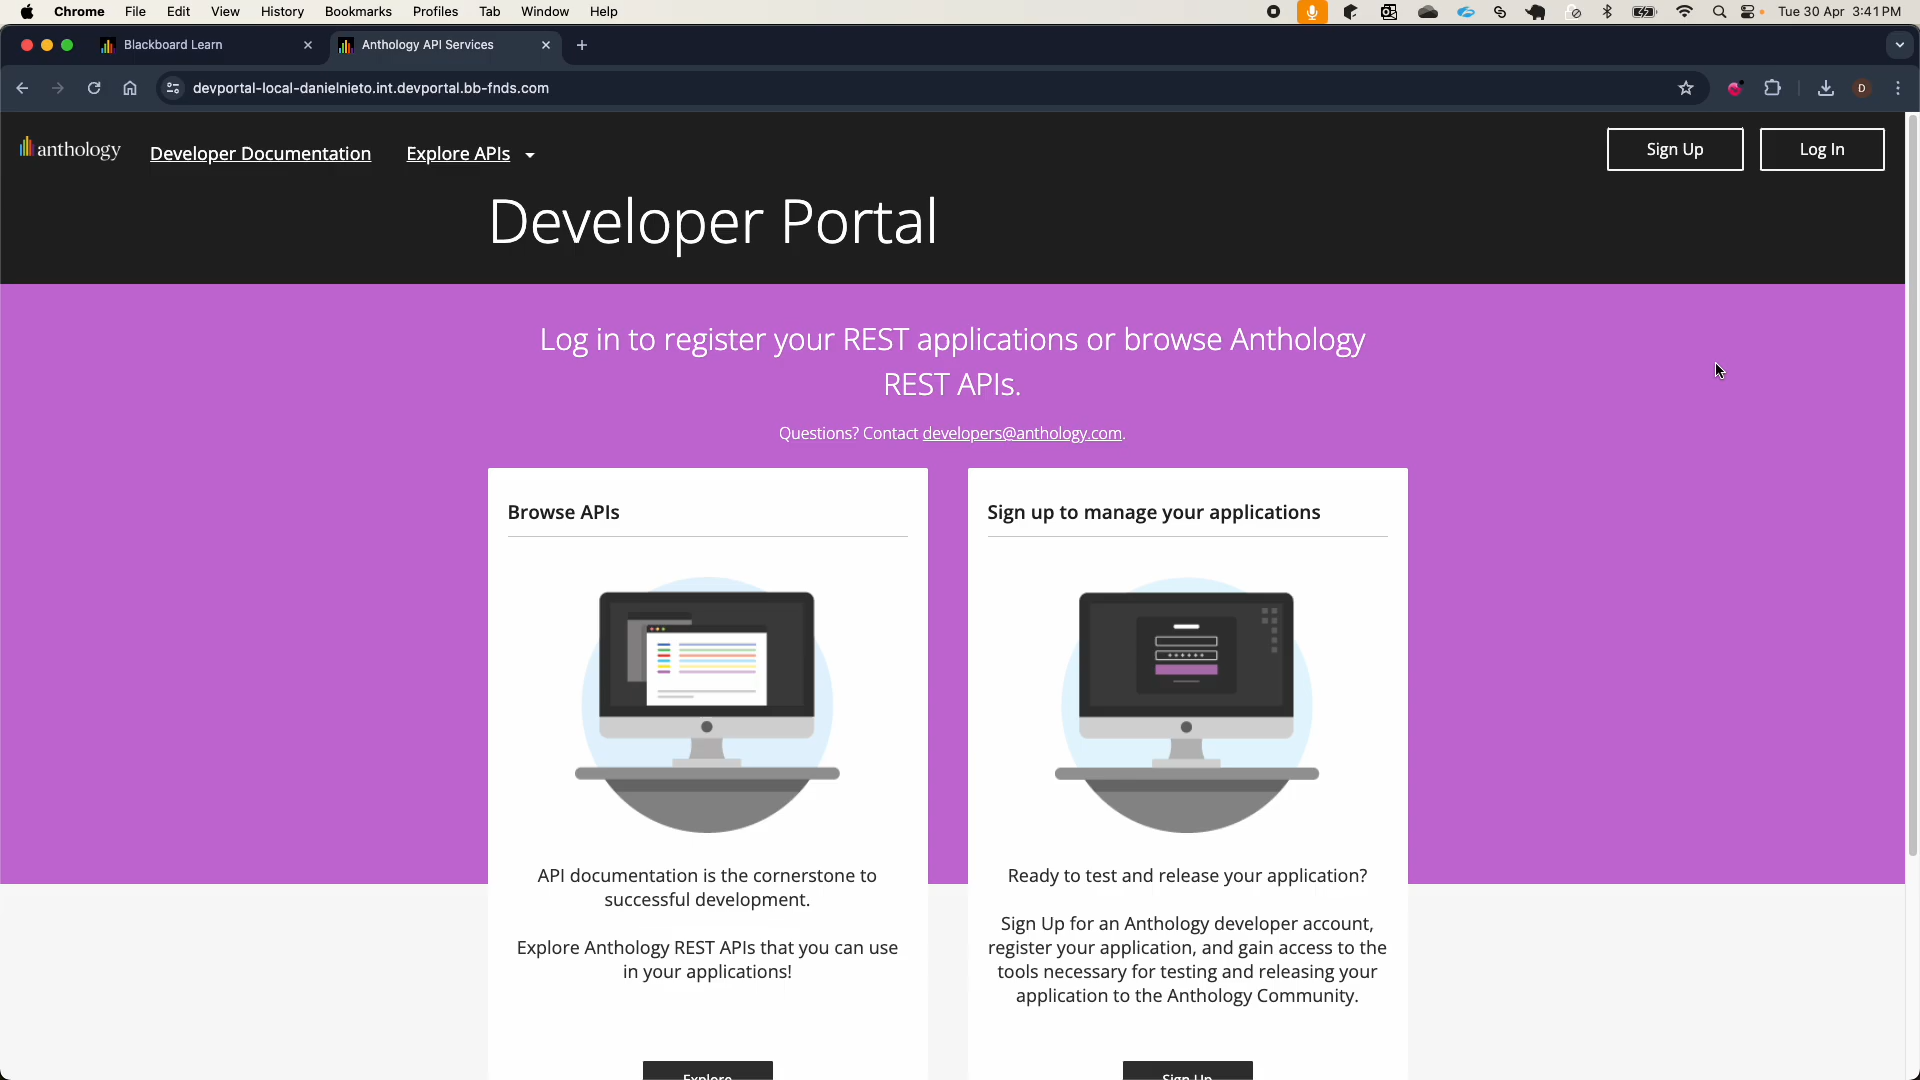 Chrome File Edit View History Bookmarks Profiles Tab Window Help Tue 30 Apr 3:41 PM
Blackboard Learn Anthology API Services
devportal-local-danielnieto.int.devportal.bb-fnds.com D
anthology Developer Documentation Explore APIs Sign Up Log In
Developer Portal
Log in to register your REST applications or browse Anthology
REST APIs.
Questions? Contact developers@anthology.com.
Browse APIs
API documentation is the cornerstone to
successful development.
Explore Anthology REST APIs that you can use
in your applications!
Explore
Sign up to manage your applications
Ready to test and release your application?
Sign Up for an Anthology developer account,
register your application, and gain access to the
tools necessary for testing and releasing your
application to the Anthology Community.
Sign Up